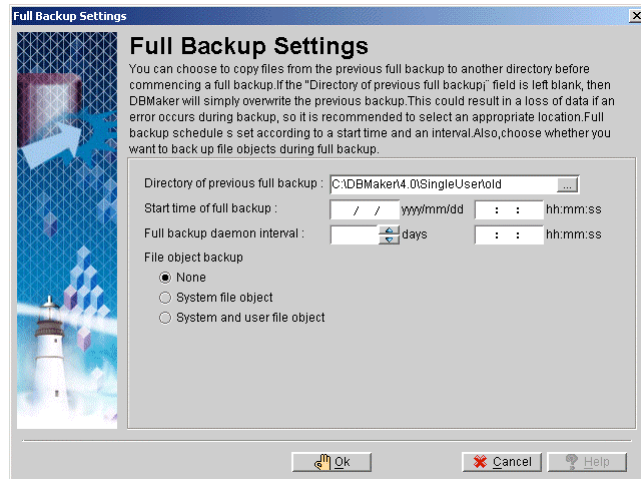 Full Backup Settings
Full Backup Settings
You can choose to copy files from the previous full backup to another directory before
commencing a full backup.If the "Directory of previous full backup¡¨ field is left blank, then
DBMaker will simply overwrite the previous backup.This could result in a loss of data if an
error occurs during backup, so it is recommended to select an appropriate location.Full
backup schedule s set according to a start time and an interval.Also,choose whether you
want to back up file objects during full backup.
Directory of previous full backup : C:\DBMaker\4.0\SingleUser\old ...
Start time of full backup : / / yyyy/mm/dd : : hh:mm:ss
Full backup daemon interval : days : : hh:mm:ss
File object backup
None
System file object
System and user file object
Ok Cancel Help